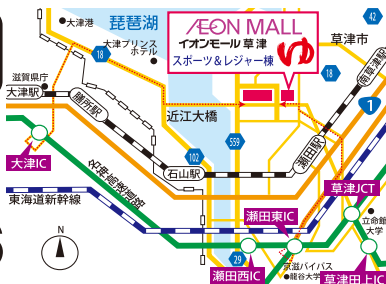 大津港
琵琶湖
18
大津プリンス
ホテル
ÆON MALL
イオンモール草津
スポーツ&レジャー棟
ゆ
草津市
42
南草津駅
18
滋賀県庁
大津駅
膳所駅
近江大橋
1
559
瀬田駅
102
石山駅
大津IC
名神高速道路
東海道新幹線
草津JCT
瀬田東IC
立命館
大学
N
29
瀬田西IC
京滋バイパス
龍谷大学
草津田上IC